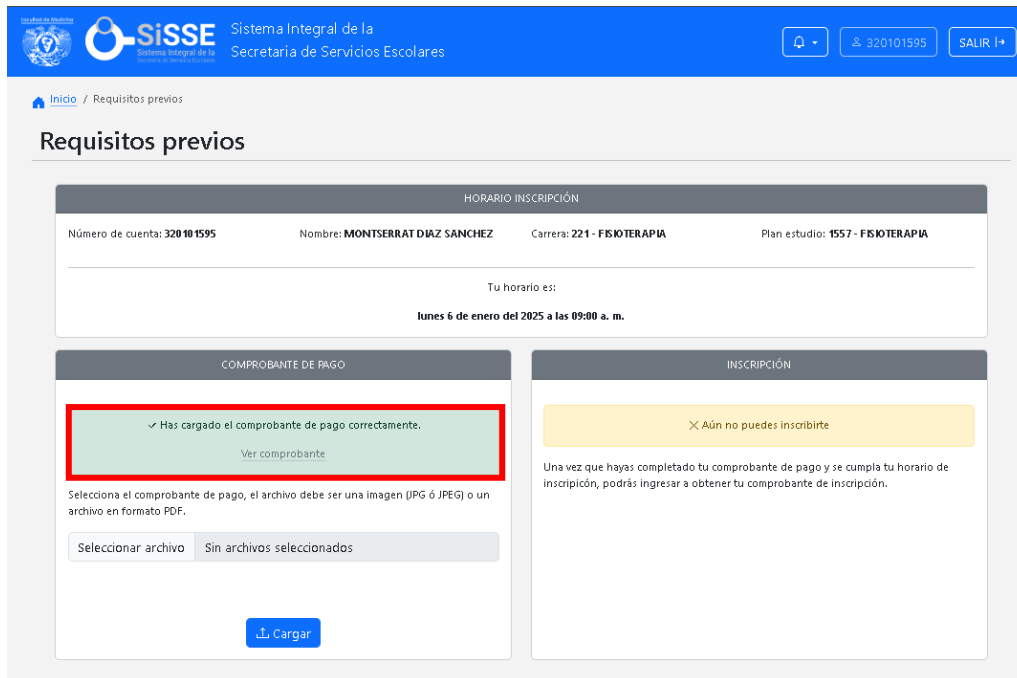 Facultad de Medicina
SiSSE
Sistema Integral de la
Secretaria de Servicios Escolares
Sistema Integral de la
Secretaria de Servicios Escolares
320101595
SALIR
Inicio / Requisitos previos
Requisitos previos
HORARIO INSCRIPCIÓN
Número de cuenta: 320101595 Nombre: MONTSERRAT DIAZ SANCHEZ Carrera: 221 - FISIOTERAPIA Plan estudio: 1557 - FISIOTERAPIA
Tu horario es:
lunes 6 de enero del 2025 a las 09:00 a. m.
COMPROBANTE DE PAGO
✓ Has cargado el comprobante de pago correctamente.
Ver comprobante
Selecciona el comprobante de pago, el archivo debe ser una imagen (JPG ó JPEG) o un
archivo en formato PDF.
Seleccionar archivo Sin archivos seleccionados
Cargar
INSCRIPCIÓN
✕ Aún no puedes inscribirte
Una vez que hayas completado tu comprobante de pago y se cumpla tu horario de
inscripicón, podrás ingresar a obtener tu comprobante de inscripción.